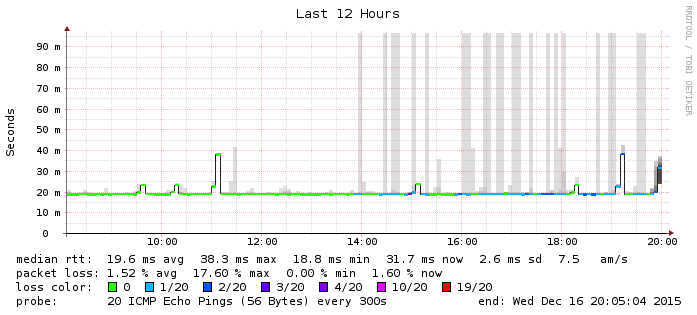 Last 12 Hours
RRDTOOL / TOBI OETIKER
Seconds
90 m
80 m
70 m
60 m
50 m
40 m
30 m
20 m
10 m
0
10:00 12:00 14:00 16:00 18:00 20:00
median rtt: 19.6 ms avg 38.3 ms max 18.8 ms min 31.7 ms now 2.6 ms sd 7.5 am/s
packet loss: 1.52 % avg 17.60 % max 0.00 % min 1.60 % now
loss color: 0 1/20 2/20 3/20 4/20 10/20 19/20
probe: 20 ICMP Echo Pings (56 Bytes) every 300s end: Wed Dec 16 20:05:04 2015